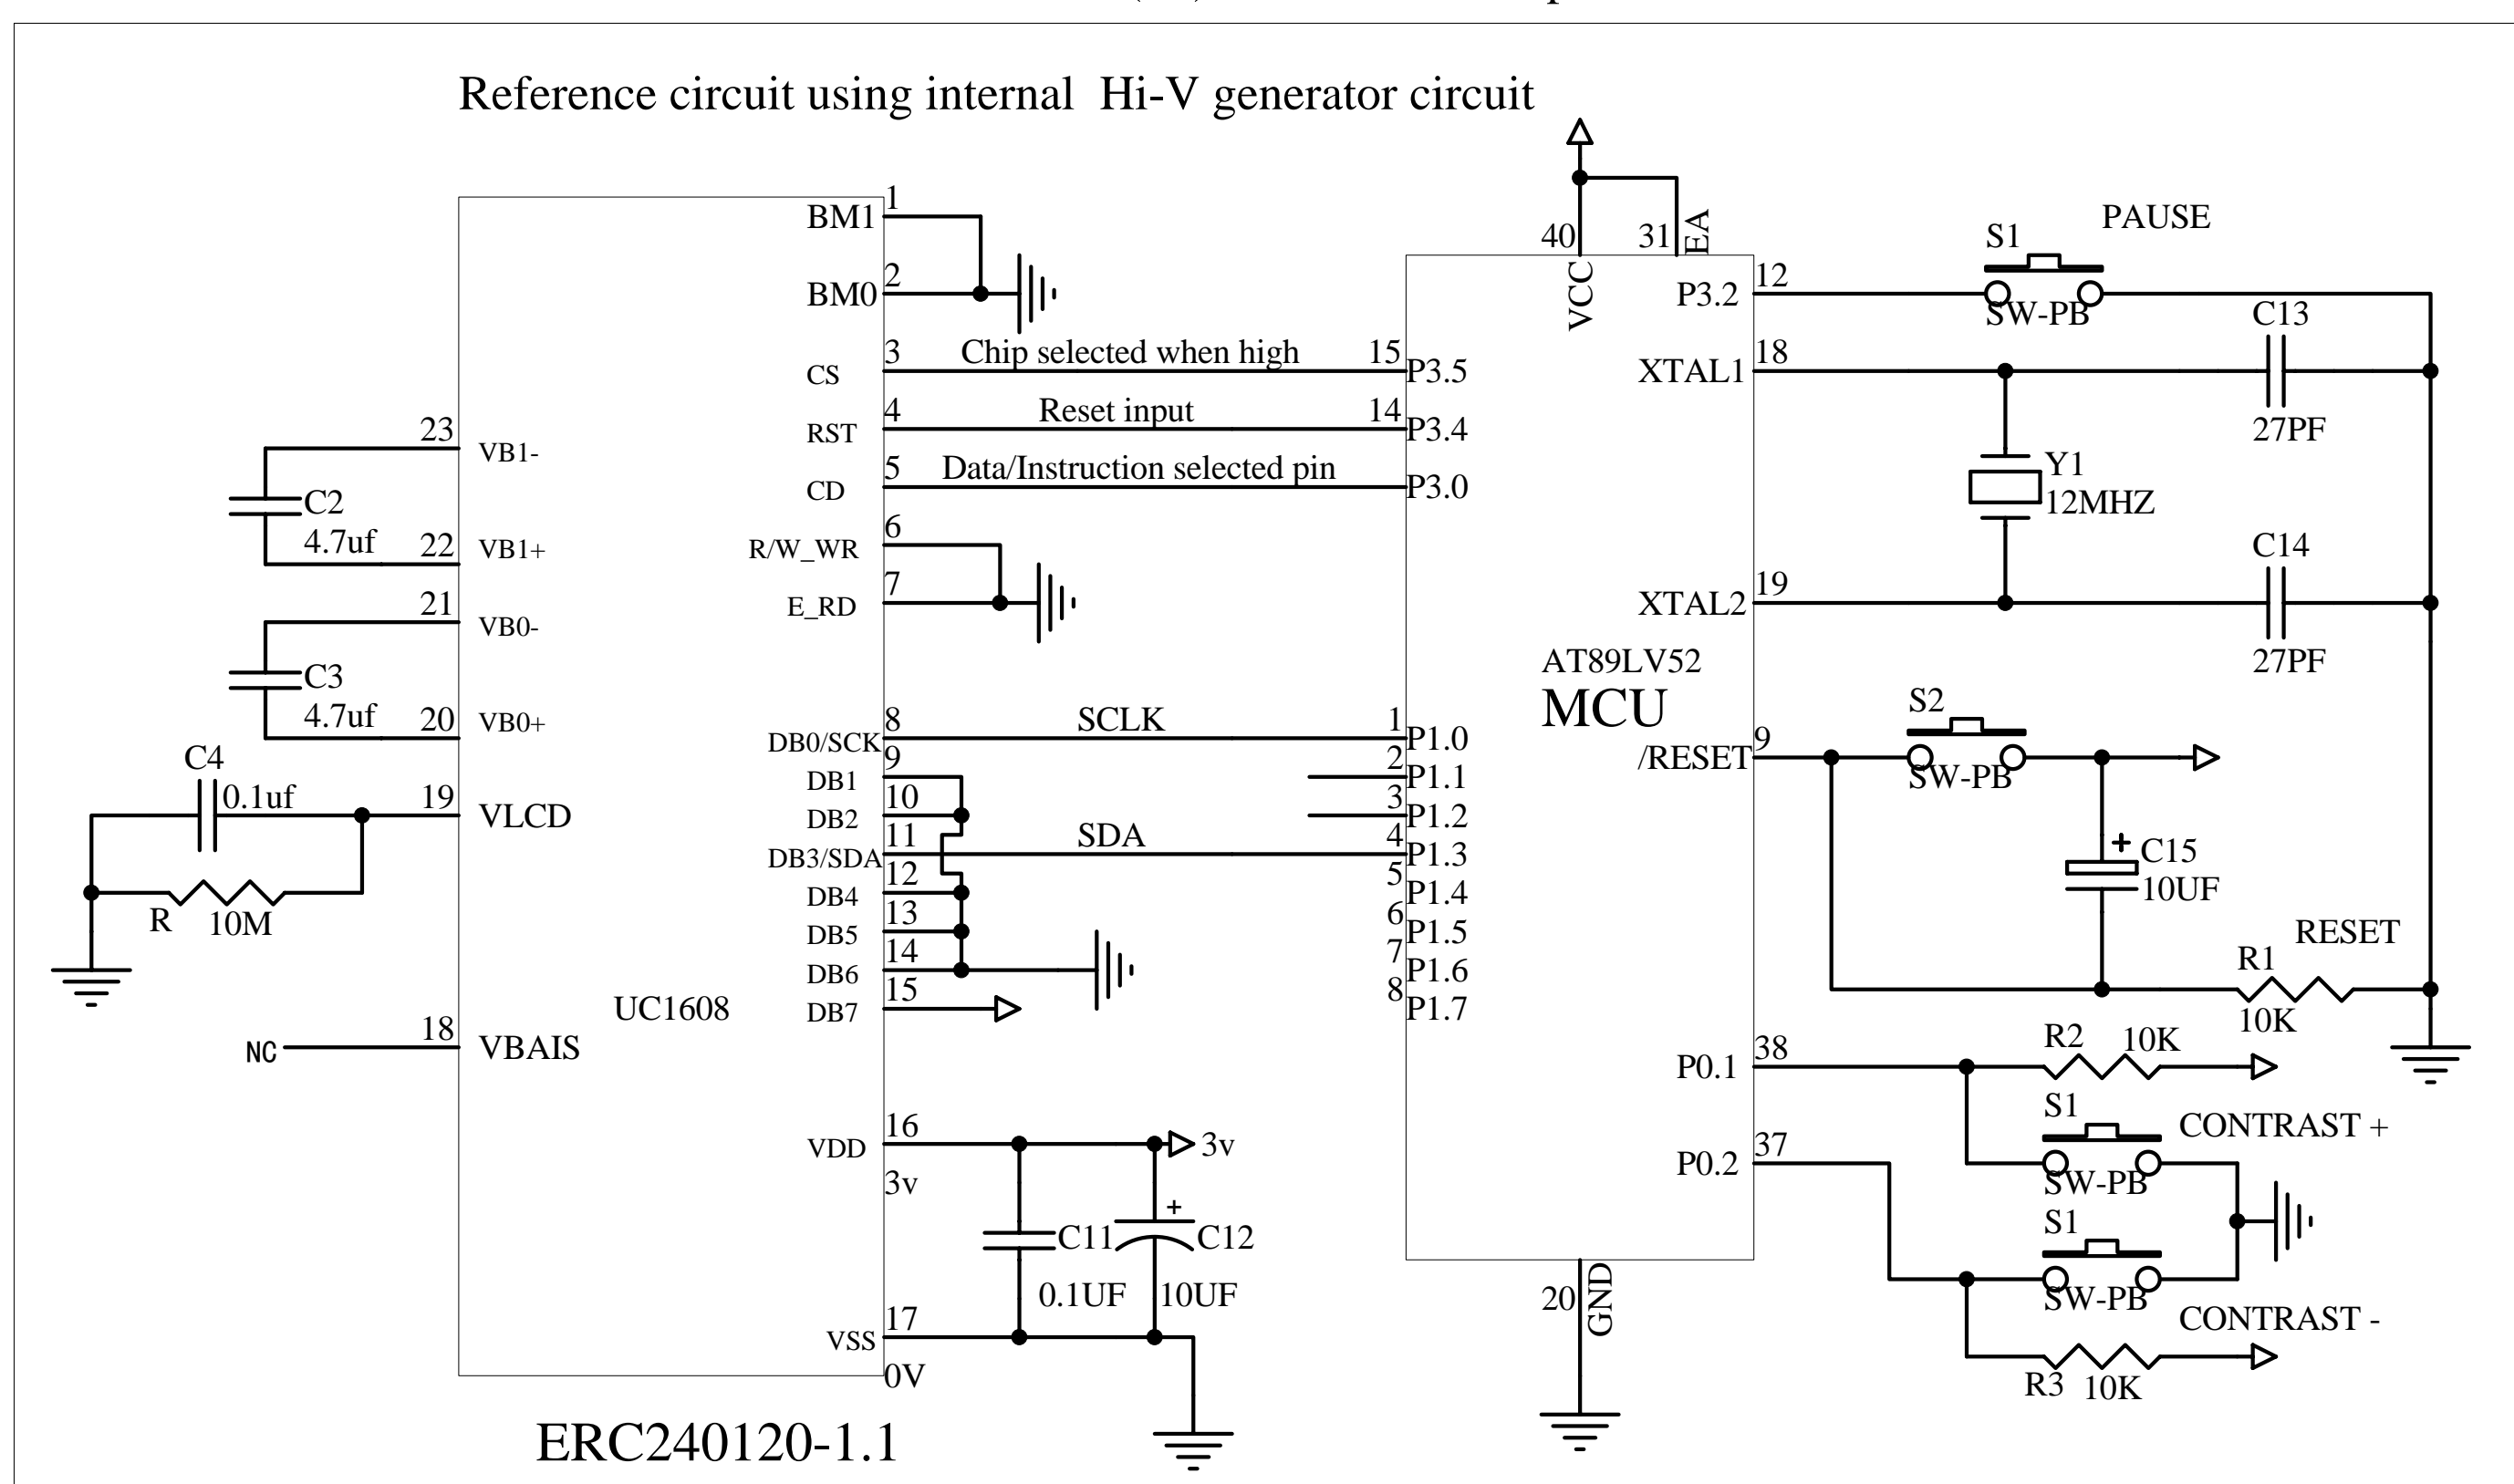 Reference circuit using internal Hi-V generator circuit
BM1 1
BM0 2
CS 3 Chip selected when high 15 P3.5
RST 4 Reset input 14 P3.4
CD 5 Data/Instruction selected pin P3.0
R/W_WR 6
E_RD 7
DB0/SCK 8 SCLK 1 P1.0
DB1 9
2 P1.1
DB2 10
3 P1.2
DB3/SDA 11 SDA 4 P1.3
DB4 12
5 P1.4
DB5 13
6 P1.5
DB6 14
7 P1.6
DB7 15
8 P1.7
VDD 16 3v
3v
C11
0.1UF
+
C12
10UF
VSS 17
0V
23 VB1-
C2
4.7uf
22 VB1+
21 VB0-
C3
4.7uf
20 VB0+
C4
0.1uf
19 VLCD
R 10M
NC 18 VBAIS
UC1608
ERC240120-1.1
40 VCC
31 EA
P3.2 12
S1 PAUSE
SW-PB
XTAL1 18
C13
27PF
Y1
12MHZ
XTAL2 19
C14
27PF
AT89LV52
MCU
/RESET 9
S2
SW-PB
+
C15
10UF
RESET
R1
10K
P0.1 38
R2 10K
S1
CONTRAST +
SW-PB
P0.2 37
S1
SW-PB
CONTRAST -
R3 10K
20 GND